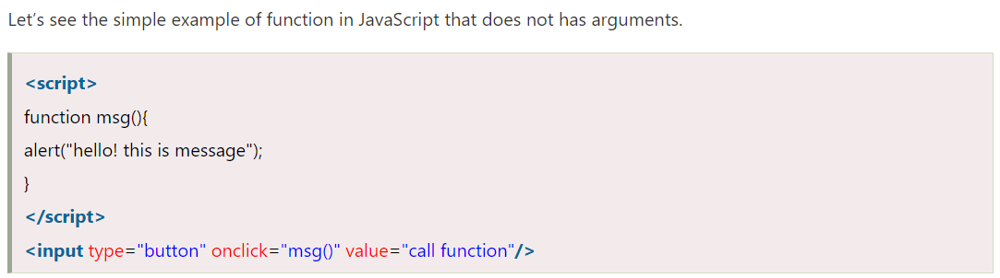 Let’s see the simple example of function in JavaScript that does not has arguments.
<script>
function msg(){
alert("hello! this is message");
}
</script>
<input type="button" onclick="msg()" value="call function"/>